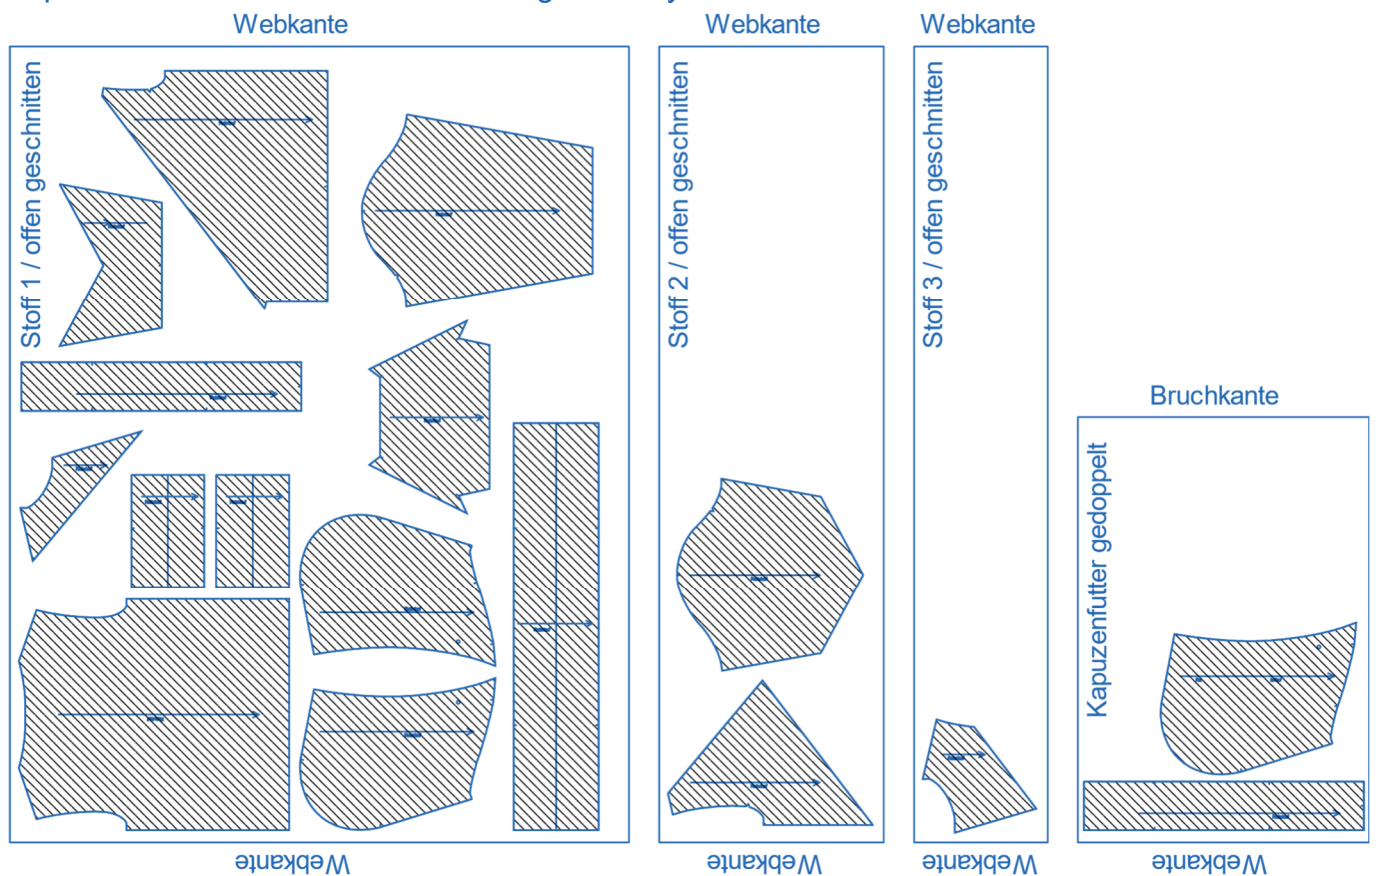 Webkante
Webkante
Webkante
Stoff 1 / offen geschnitten
Stoff 2 / offen geschnitten
Stoff 3 / offen geschnitten
Bruchkante
Kapuzenfutter gedoppelt
Webkante
Webkante
Webkante
Webkante